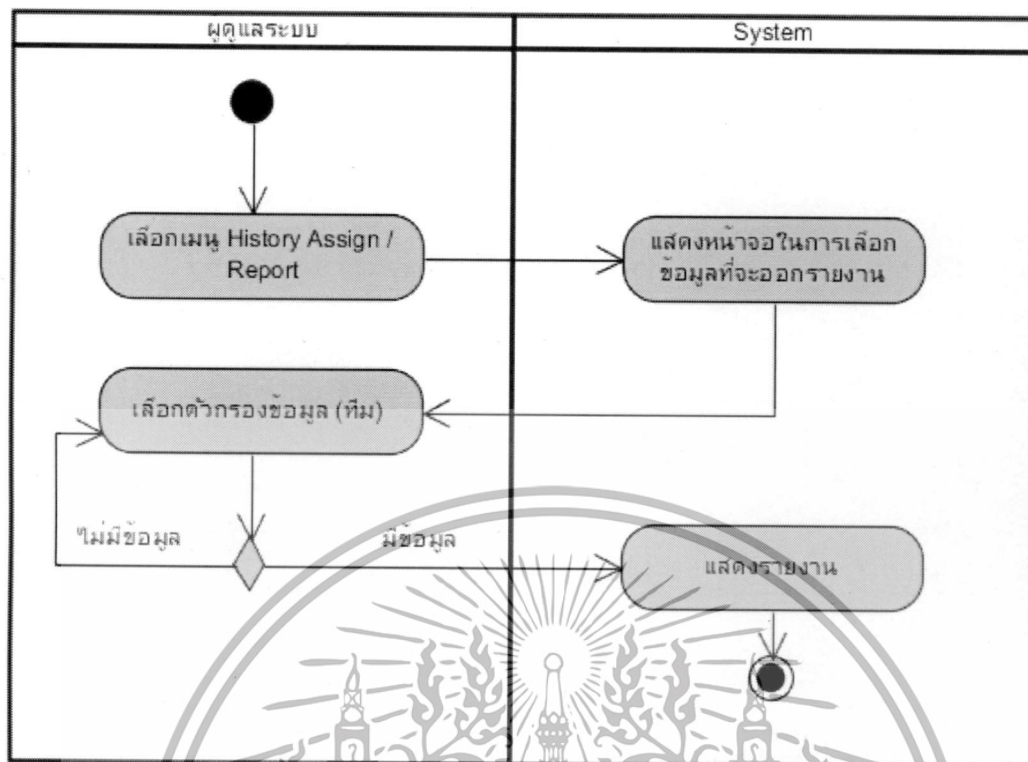 ผู้ดูแลระบบ
System
เลือกเมนู History Assign /
Report
แสดงหน้าจอในการเลือก
ข้อมูลที่จะออกรายงาน
เลือกตัวกรองข้อมูล (ทีม)
ไม่มีข้อมูล
มีข้อมูล
แสดงรายงาน